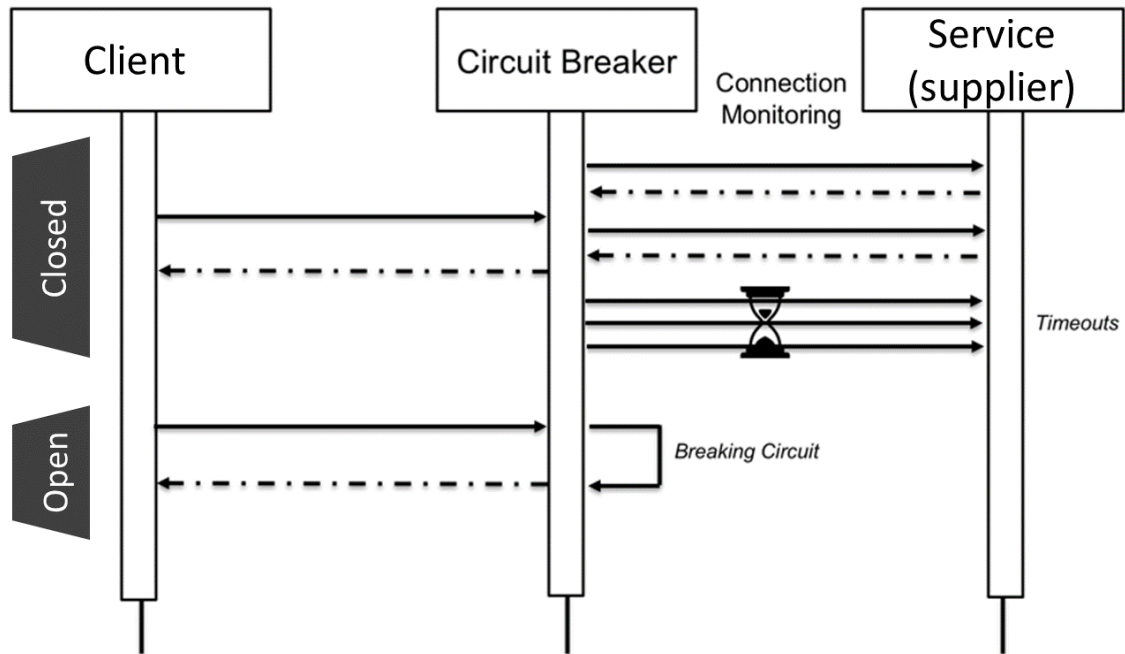 Client
Circuit Breaker
Connection
Monitoring
Service
(supplier)
Closed
Timeouts
Open
Breaking Circuit